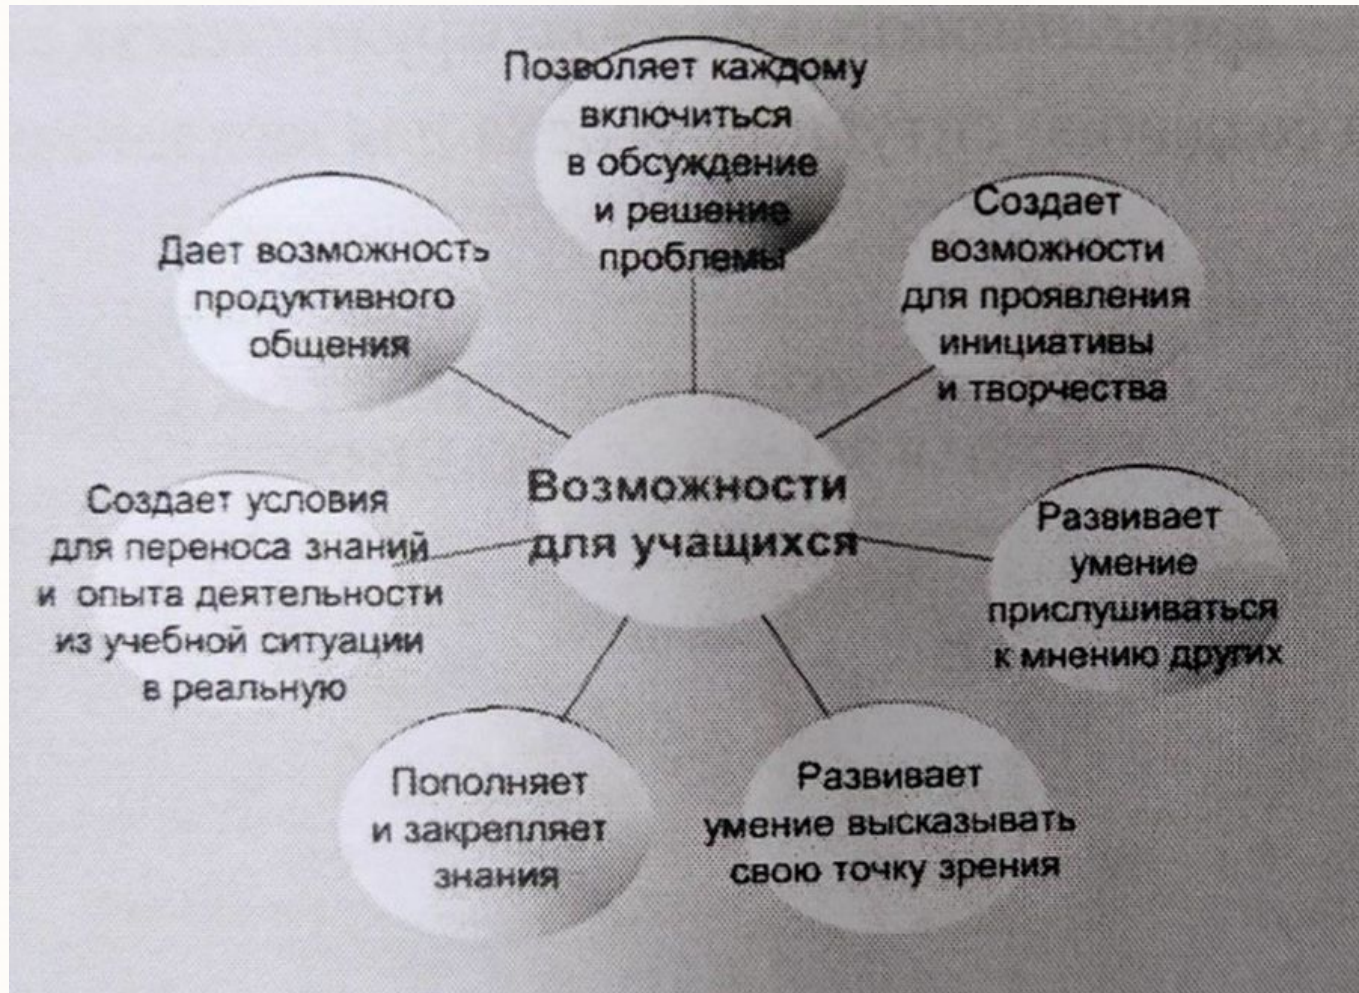 Позволяет каждому
включиться
в обсуждение
и решение
проблемы
Создает
возможности
для проявления
инициативы
и творчества
Дает возможность
продуктивного
общения
Возможности
для учащихся
Создает условия
для переноса знаний
и опыта деятельности
из учебной ситуации
в реальную
Развивает
умение
прислушиваться
к мнению других
Пополняет
и закрепляет
знания
Развивает
умение высказывать
свою точку зрения